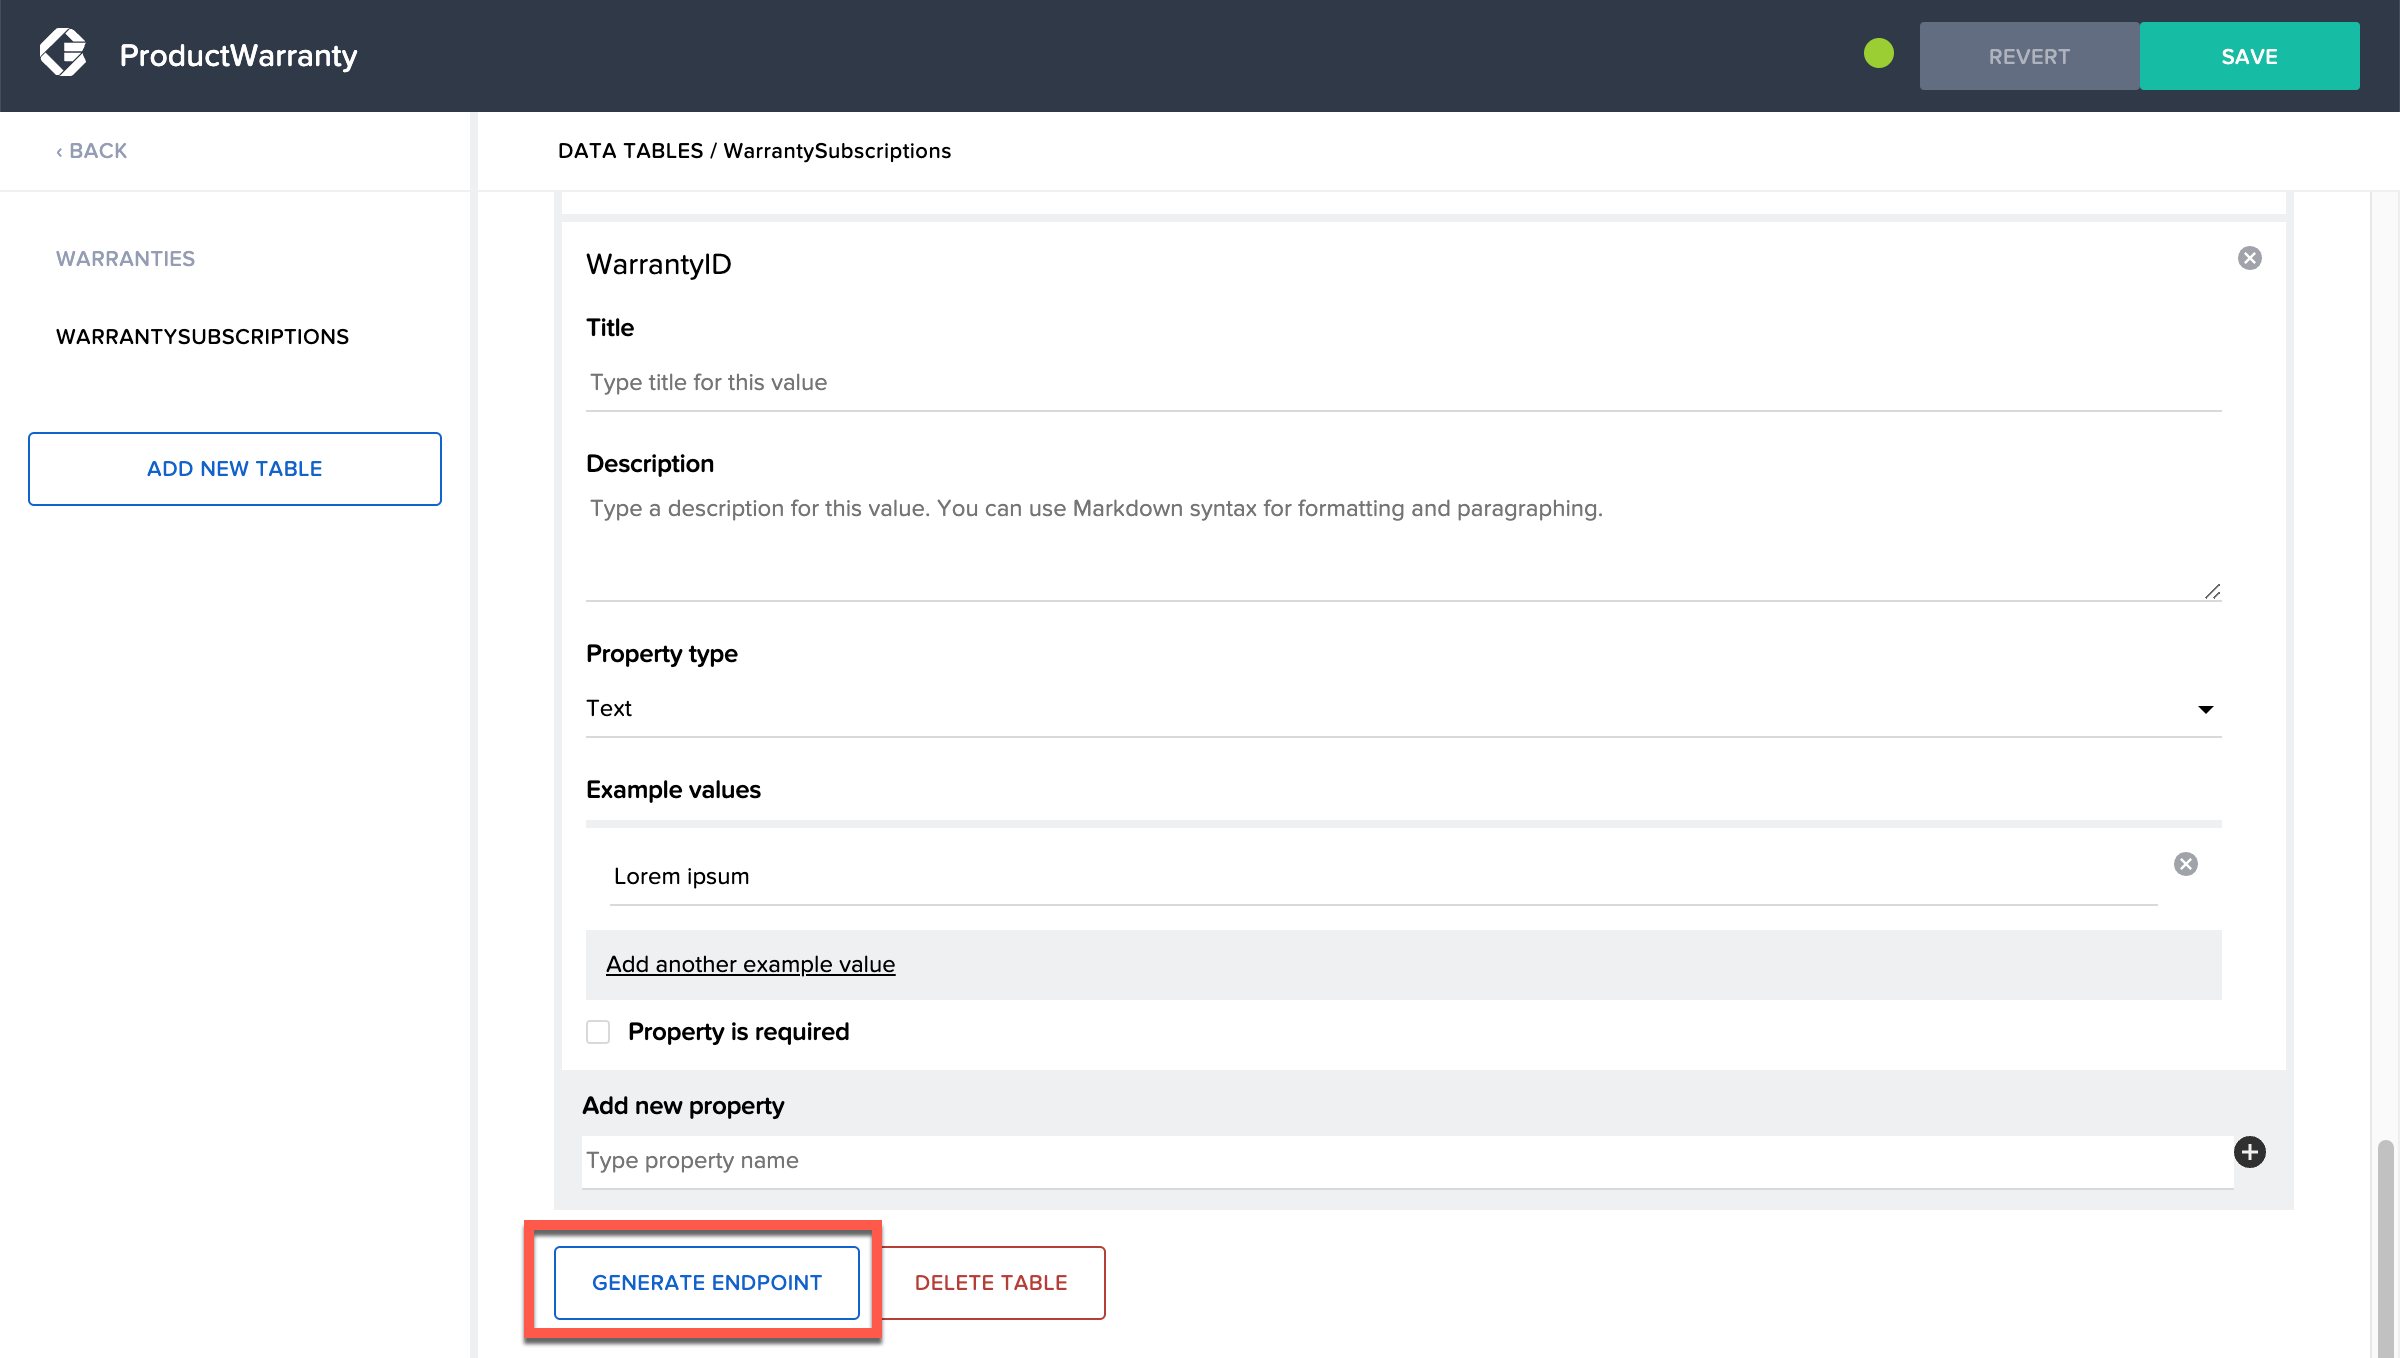 ProductWarranty
REVERT
SAVE
‹ BACK
DATA TABLES / WarrantySubscriptions
WARRANTIES
WARRANTYSUBSCRIPTIONS
ADD NEW TABLE
WarrantyID
Title
Type title for this value
Description
Type a description for this value. You can use Markdown syntax for formatting and paragraphing.
Property type
Text
Example values
Lorem ipsum
Add another example value
Property is required
Add new property
Type property name
GENERATE ENDPOINT
DELETE TABLE